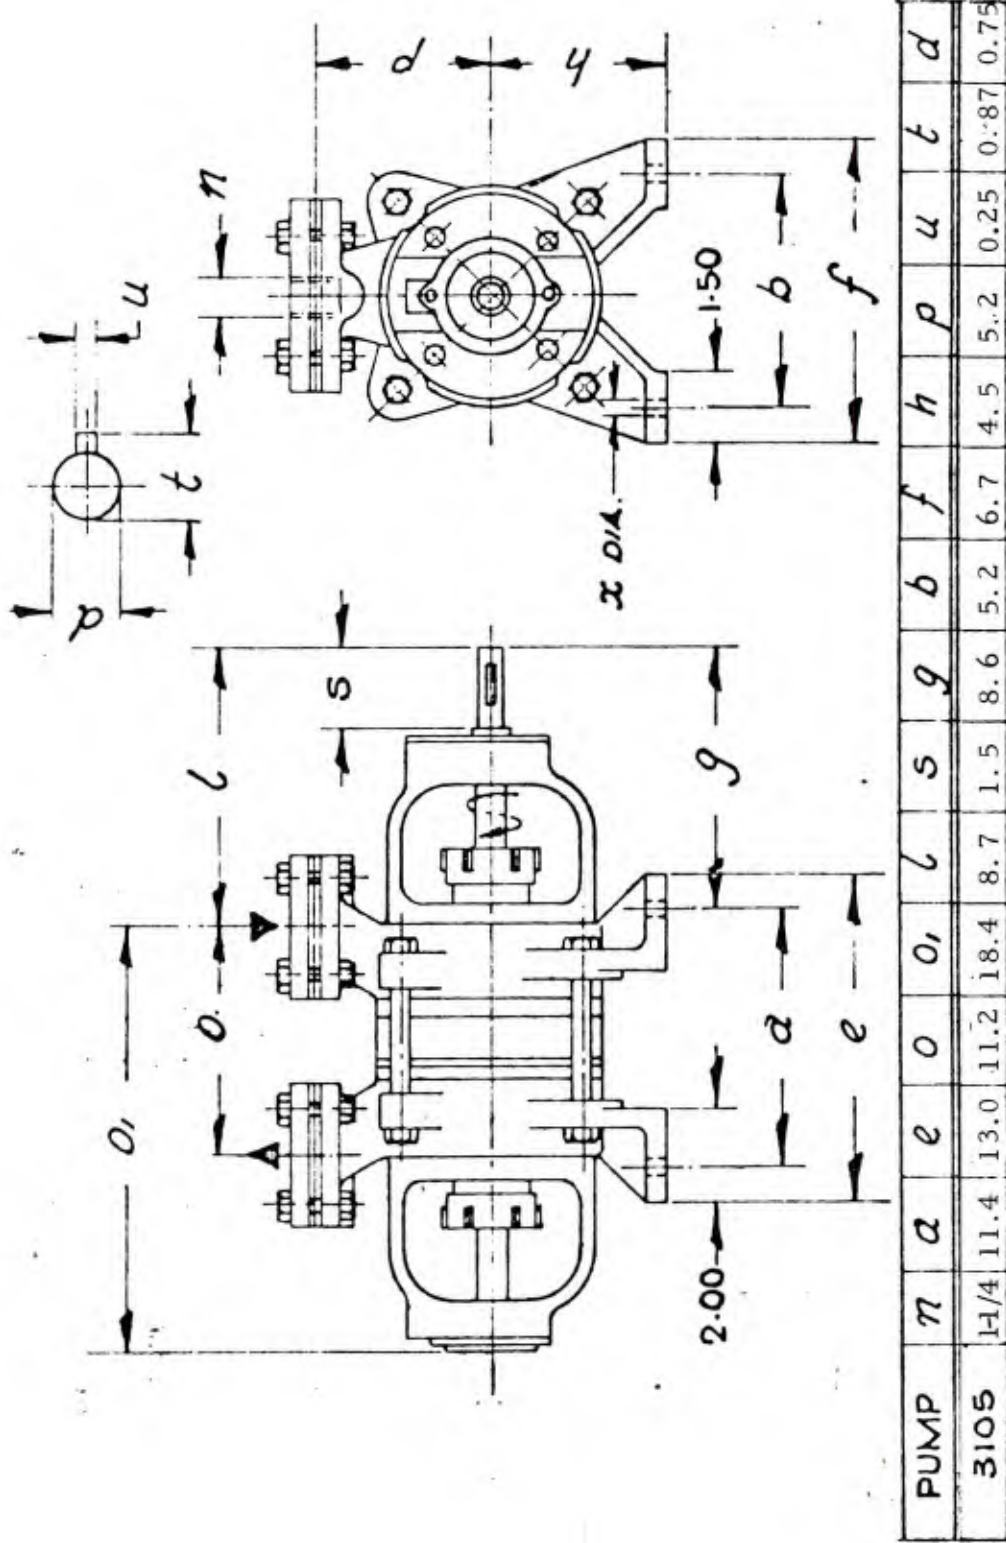 d
t
u
n
o,
o.
l
s
p
h
x DIA.
1.50
b
f
2.00
g
a
e
PUMP n a e o o, l s g b f h p u t d
3105 1-1/4 11.4 13.0 11.2 18.4 8.7 1.5 8.6 5.2 6.7 4.5 5.2 0.25 0.87 0.75